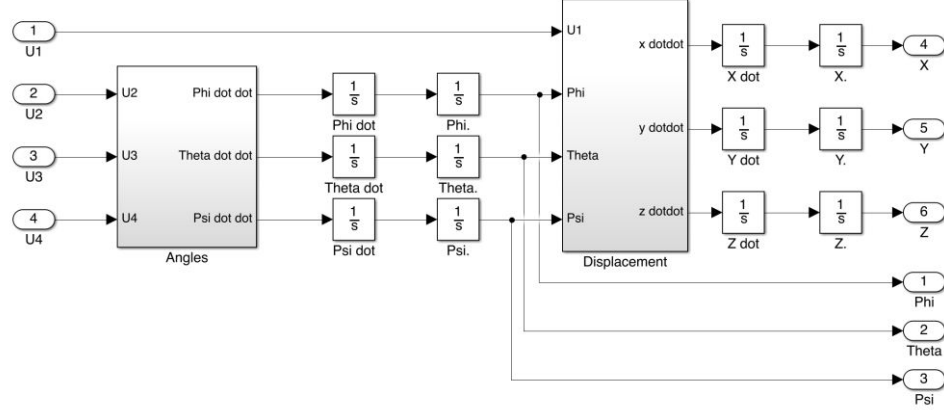 1
U1
2
U2
3
U3
4
U4
U2
U3
U4
Phi dot dot
Theta dot dot
Psi dot dot
Angles
1
s
Phi dot
1
s
Theta dot
1
s
Psi dot
1
s
Phi.
1
s
Theta.
1
s
Psi.
U1
Phi
Theta
Psi
x dotdot
y dotdot
z dotdot
Displacement
1
s
X dot
1
s
Y dot
1
s
Z dot
1
s
X.
1
s
Y.
1
s
Z.
4
X
5
Y
6
Z
1
Phi
2
Theta
3
Psi